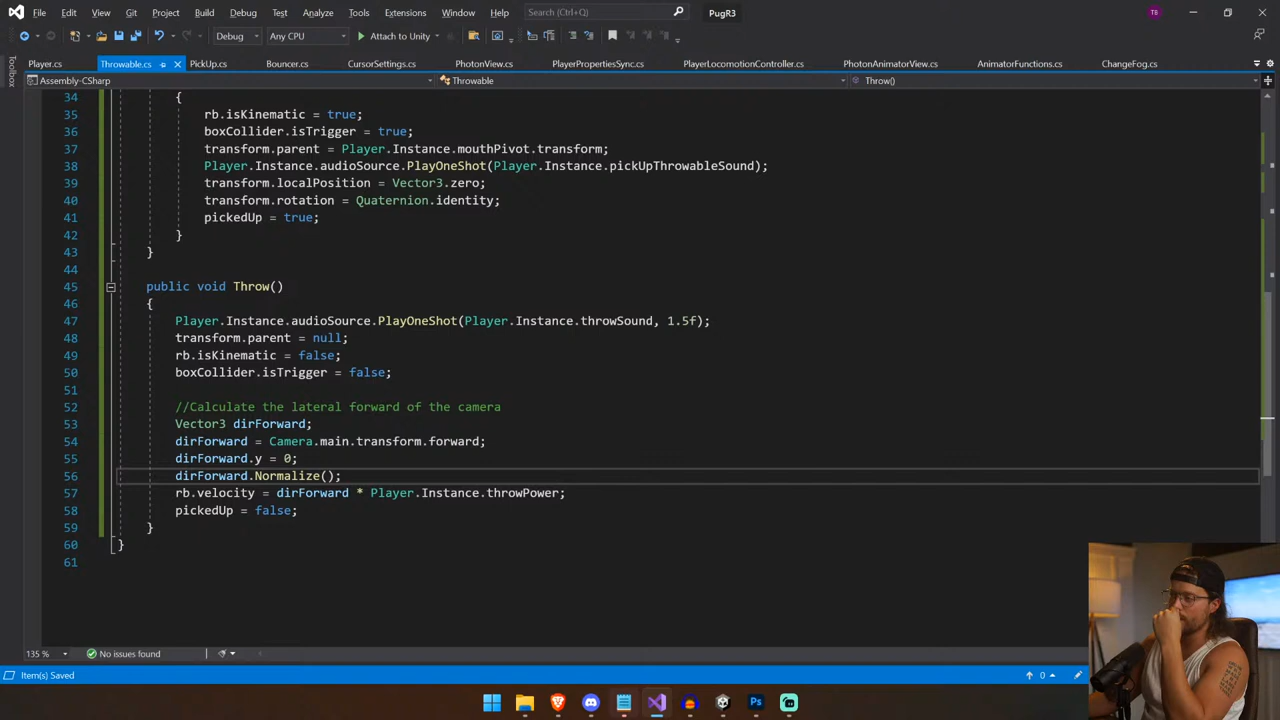 File Edit View Git Project Build Debug Test Analyze Tools Extensions Window Help Search (Ctrl+Q) PugR3 TB
Debug Any CPU Attach to Unity
Toolbox
Player.cs Throwable.cs PickUp.cs Bouncer.cs CursorSettings.cs PhotonView.cs PlayerPropertiesSync.cs PlayerLocomotionController.cs PhotonAnimatorView.cs AnimatorFunctions.cs ChangeFog.cs
Assembly-CSharp Throwable Throw()
34 {
35 rb.isKinematic = true;
36 boxCollider.isTrigger = true;
37 transform.parent = Player.Instance.mouthPivot.transform;
38 Player.Instance.audioSource.PlayOneShot(Player.Instance.pickUpThrowableSound);
39 transform.localPosition = Vector3.zero;
40 transform.rotation = Quaternion.identity;
41 pickedUp = true;
42 }
43 }
44
45 public void Throw()
46 {
47 Player.Instance.audioSource.PlayOneShot(Player.Instance.throwSound, 1.5f);
48 transform.parent = null;
49 rb.isKinematic = false;
50 boxCollider.isTrigger = false;
51
52 //Calculate the lateral forward of the camera
53 Vector3 dirForward;
54 dirForward = Camera.main.transform.forward;
55 dirForward.y = 0;
56 dirForward.Normalize();
57 rb.velocity = dirForward * Player.Instance.throwPower;
58 pickedUp = false;
59 }
60 }
61
135 % No issues found
Item(s) Saved 0
Ps